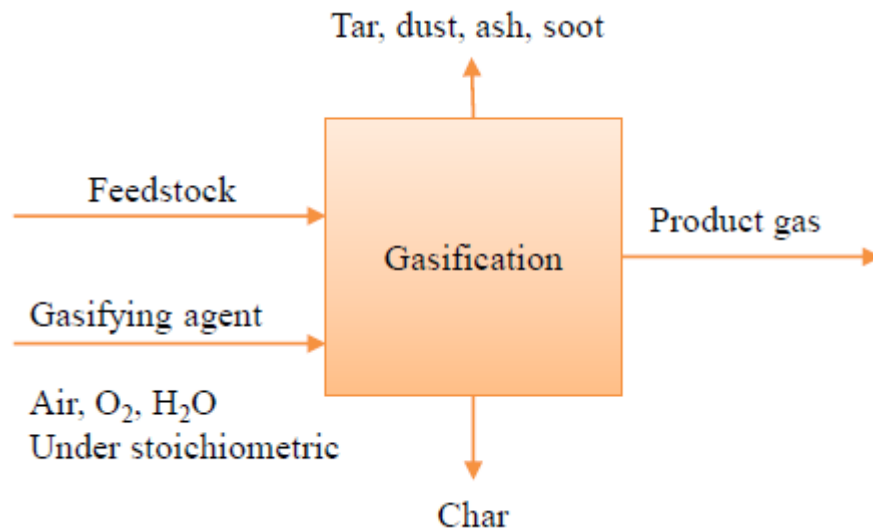 Tar, dust, ash, soot
Feedstock
Product gas
Gasification
Gasifying agent
Air, O₂, H₂O
Under stoichiometric
Char